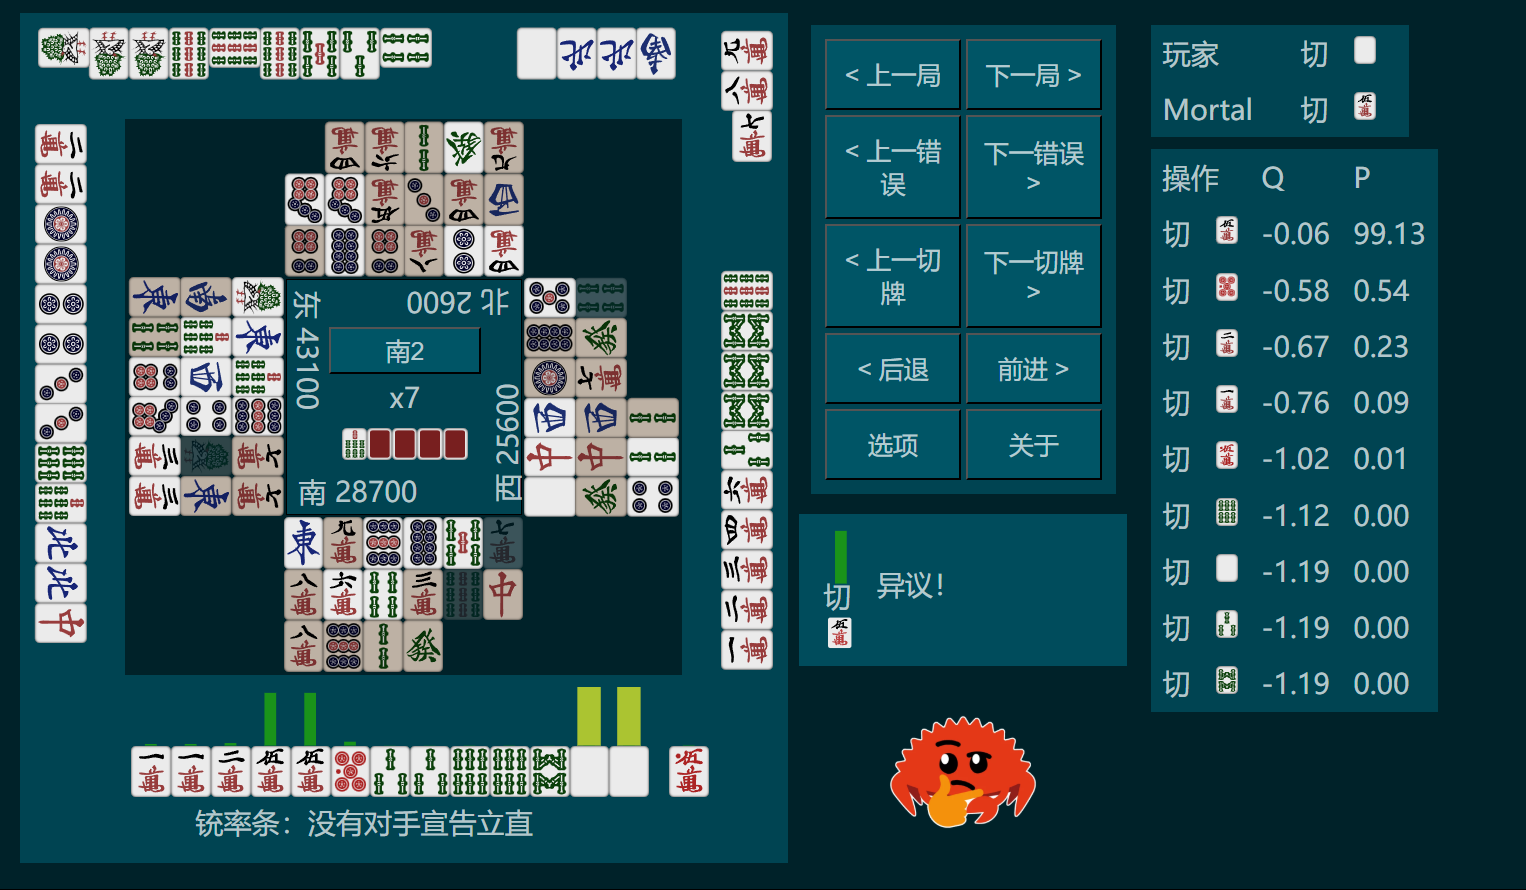 东 43100
北 2600
南2
x7
西 25600
南 28700
铳率条：没有对手宣告立直
< 上一局
下一局 >
< 上一错误
下一错误 >
< 上一切牌
下一切牌 >
< 后退
前进 >
选项
关于
切
异议！
玩家 切
Mortal 切
操作 Q P
切 -0.06 99.13
切 -0.58 0.54
切 -0.67 0.23
切 -0.76 0.09
切 -1.02 0.01
切 -1.12 0.00
切 -1.19 0.00
切 -1.19 0.00
切 -1.19 0.00